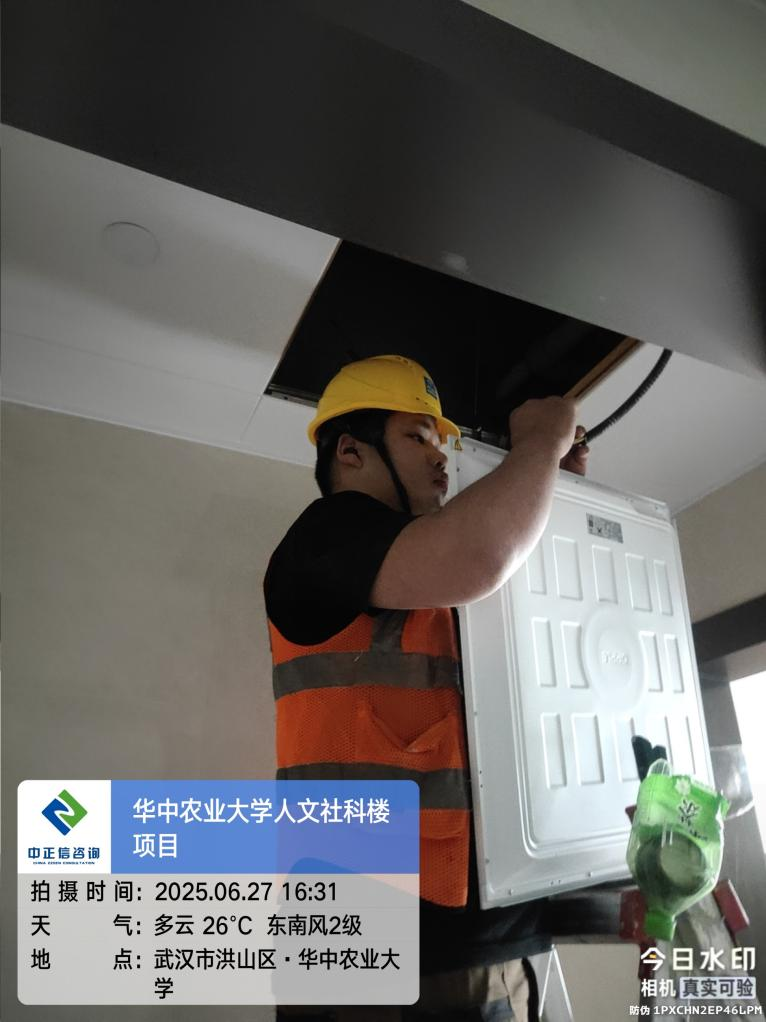 中正信咨询
CHINA ZZXIN CONSULTATION
华中农业大学人文社科楼
项目
拍摄时间: 2025.06.27 16:31
天气: 多云 26℃ 东南风2级
地点: 武汉市洪山区·华中农业大
学
今日水印
相机 真实可验
防伪 1PXCHN2EP46LPM